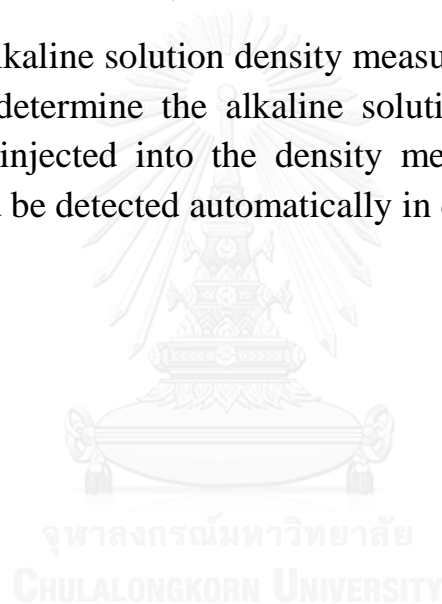 lkaline solution density measu
determine the alkaline soluti
injected into the density me
be detected automatically in
จุฬาลงกรณ์มหาวิทยาลัย
CHULALONGKORN UNIVERSITY